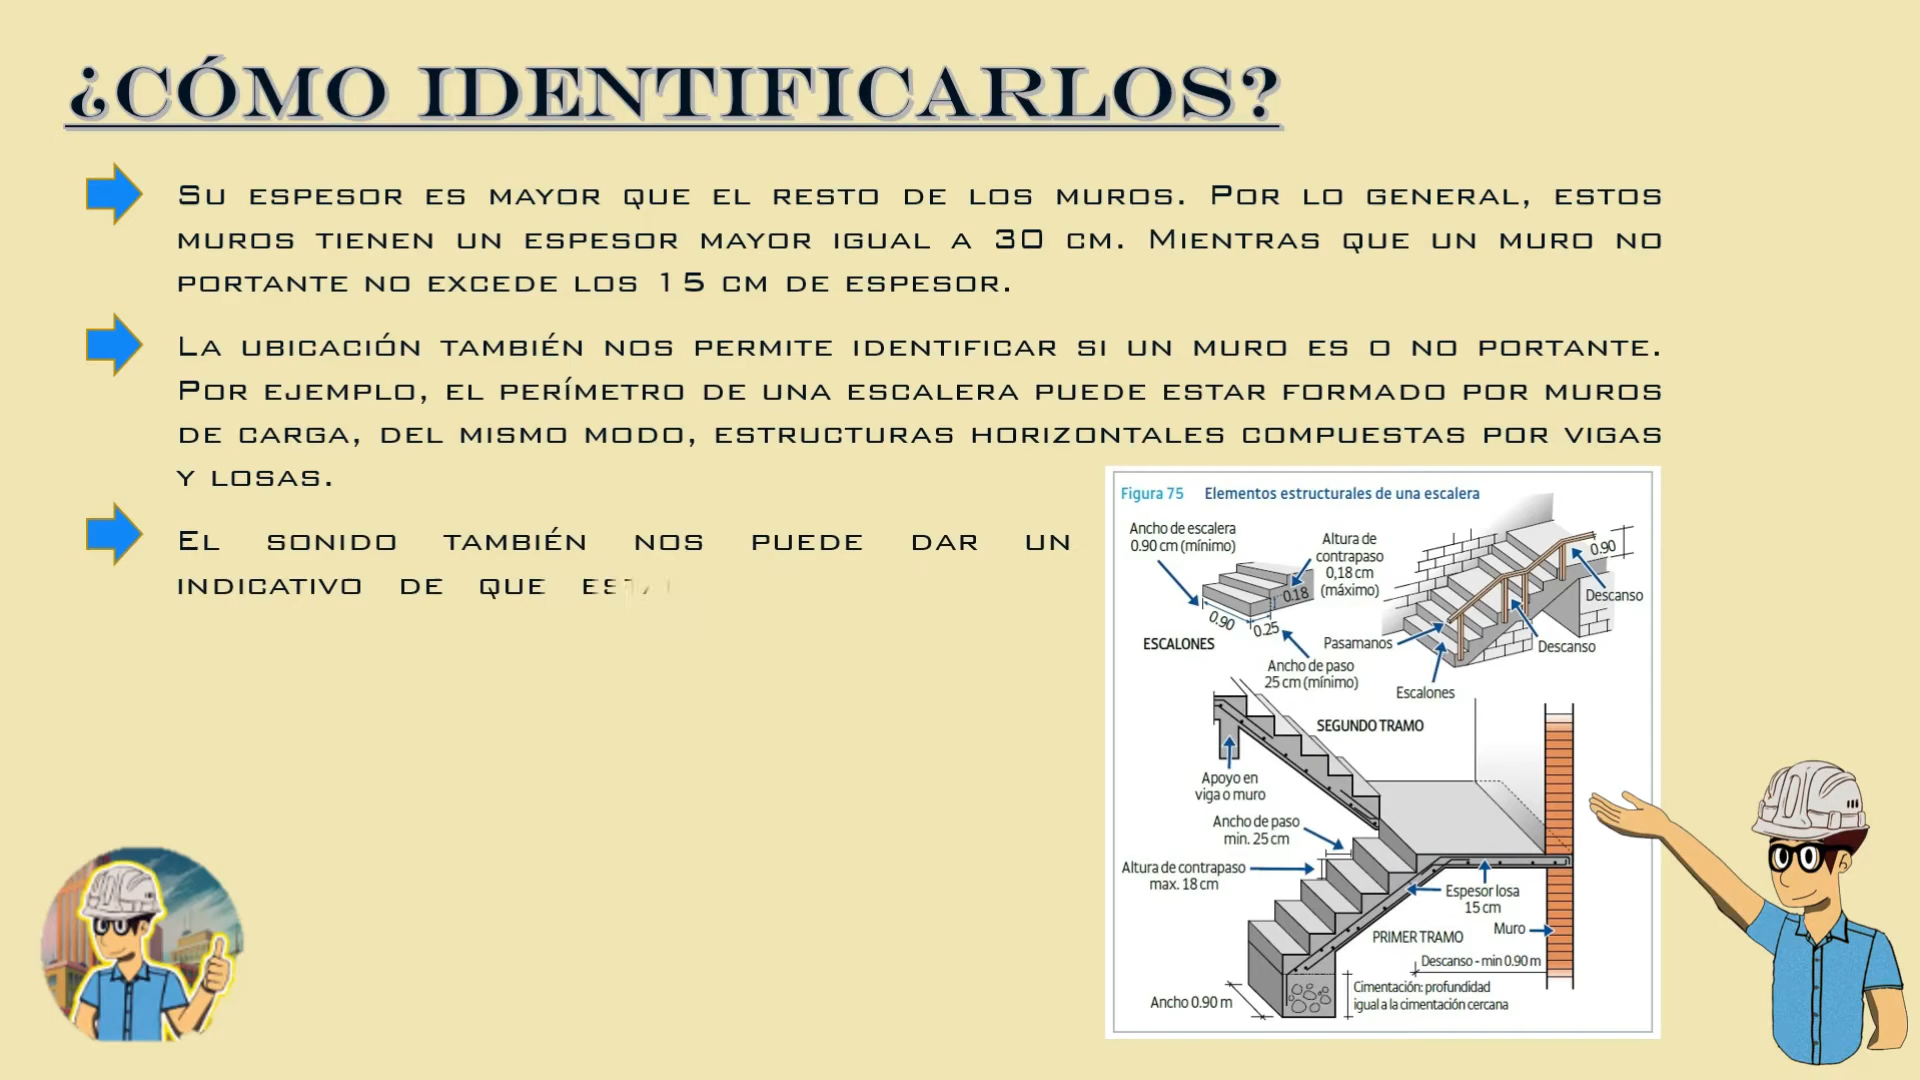 ¿CÓMO IDENTIFICARLOS?
Su espesor es mayor que el resto de los muros. Por lo general, estos
muros tienen un espesor mayor igual a 30 cm. Mientras que un muro no
portante no excede los 15 cm de espesor.
La ubicación también nos permite identificar si un muro es o no portante.
Por ejemplo, el perímetro de una escalera puede estar formado por muros
de carga, del mismo modo, estructuras horizontales compuestas por vigas
y losas.
El sonido también nos puede dar un
indicativo de que
Figura 75 Elementos estructurales de una escalera
Ancho de escalera
0.90 cm (mínimo)
Altura de
contrapaso
0,18 cm
(máximo)
0.18
0.90
0.25
ESCALONES
Ancho de paso
25 cm (mínimo)
0.90
Descanso
Pasamanos
Descanso
Escalones
SEGUNDO TRAMO
Apoyo en
viga o muro
Ancho de paso
min. 25 cm
Altura de contrapaso
max. 18 cm
Espesor losa
15 cm
Muro
PRIMER TRAMO
Descanso - min 0.90 m
Cimentación: profundidad
igual a la cimentación cercana
Ancho 0.90 m